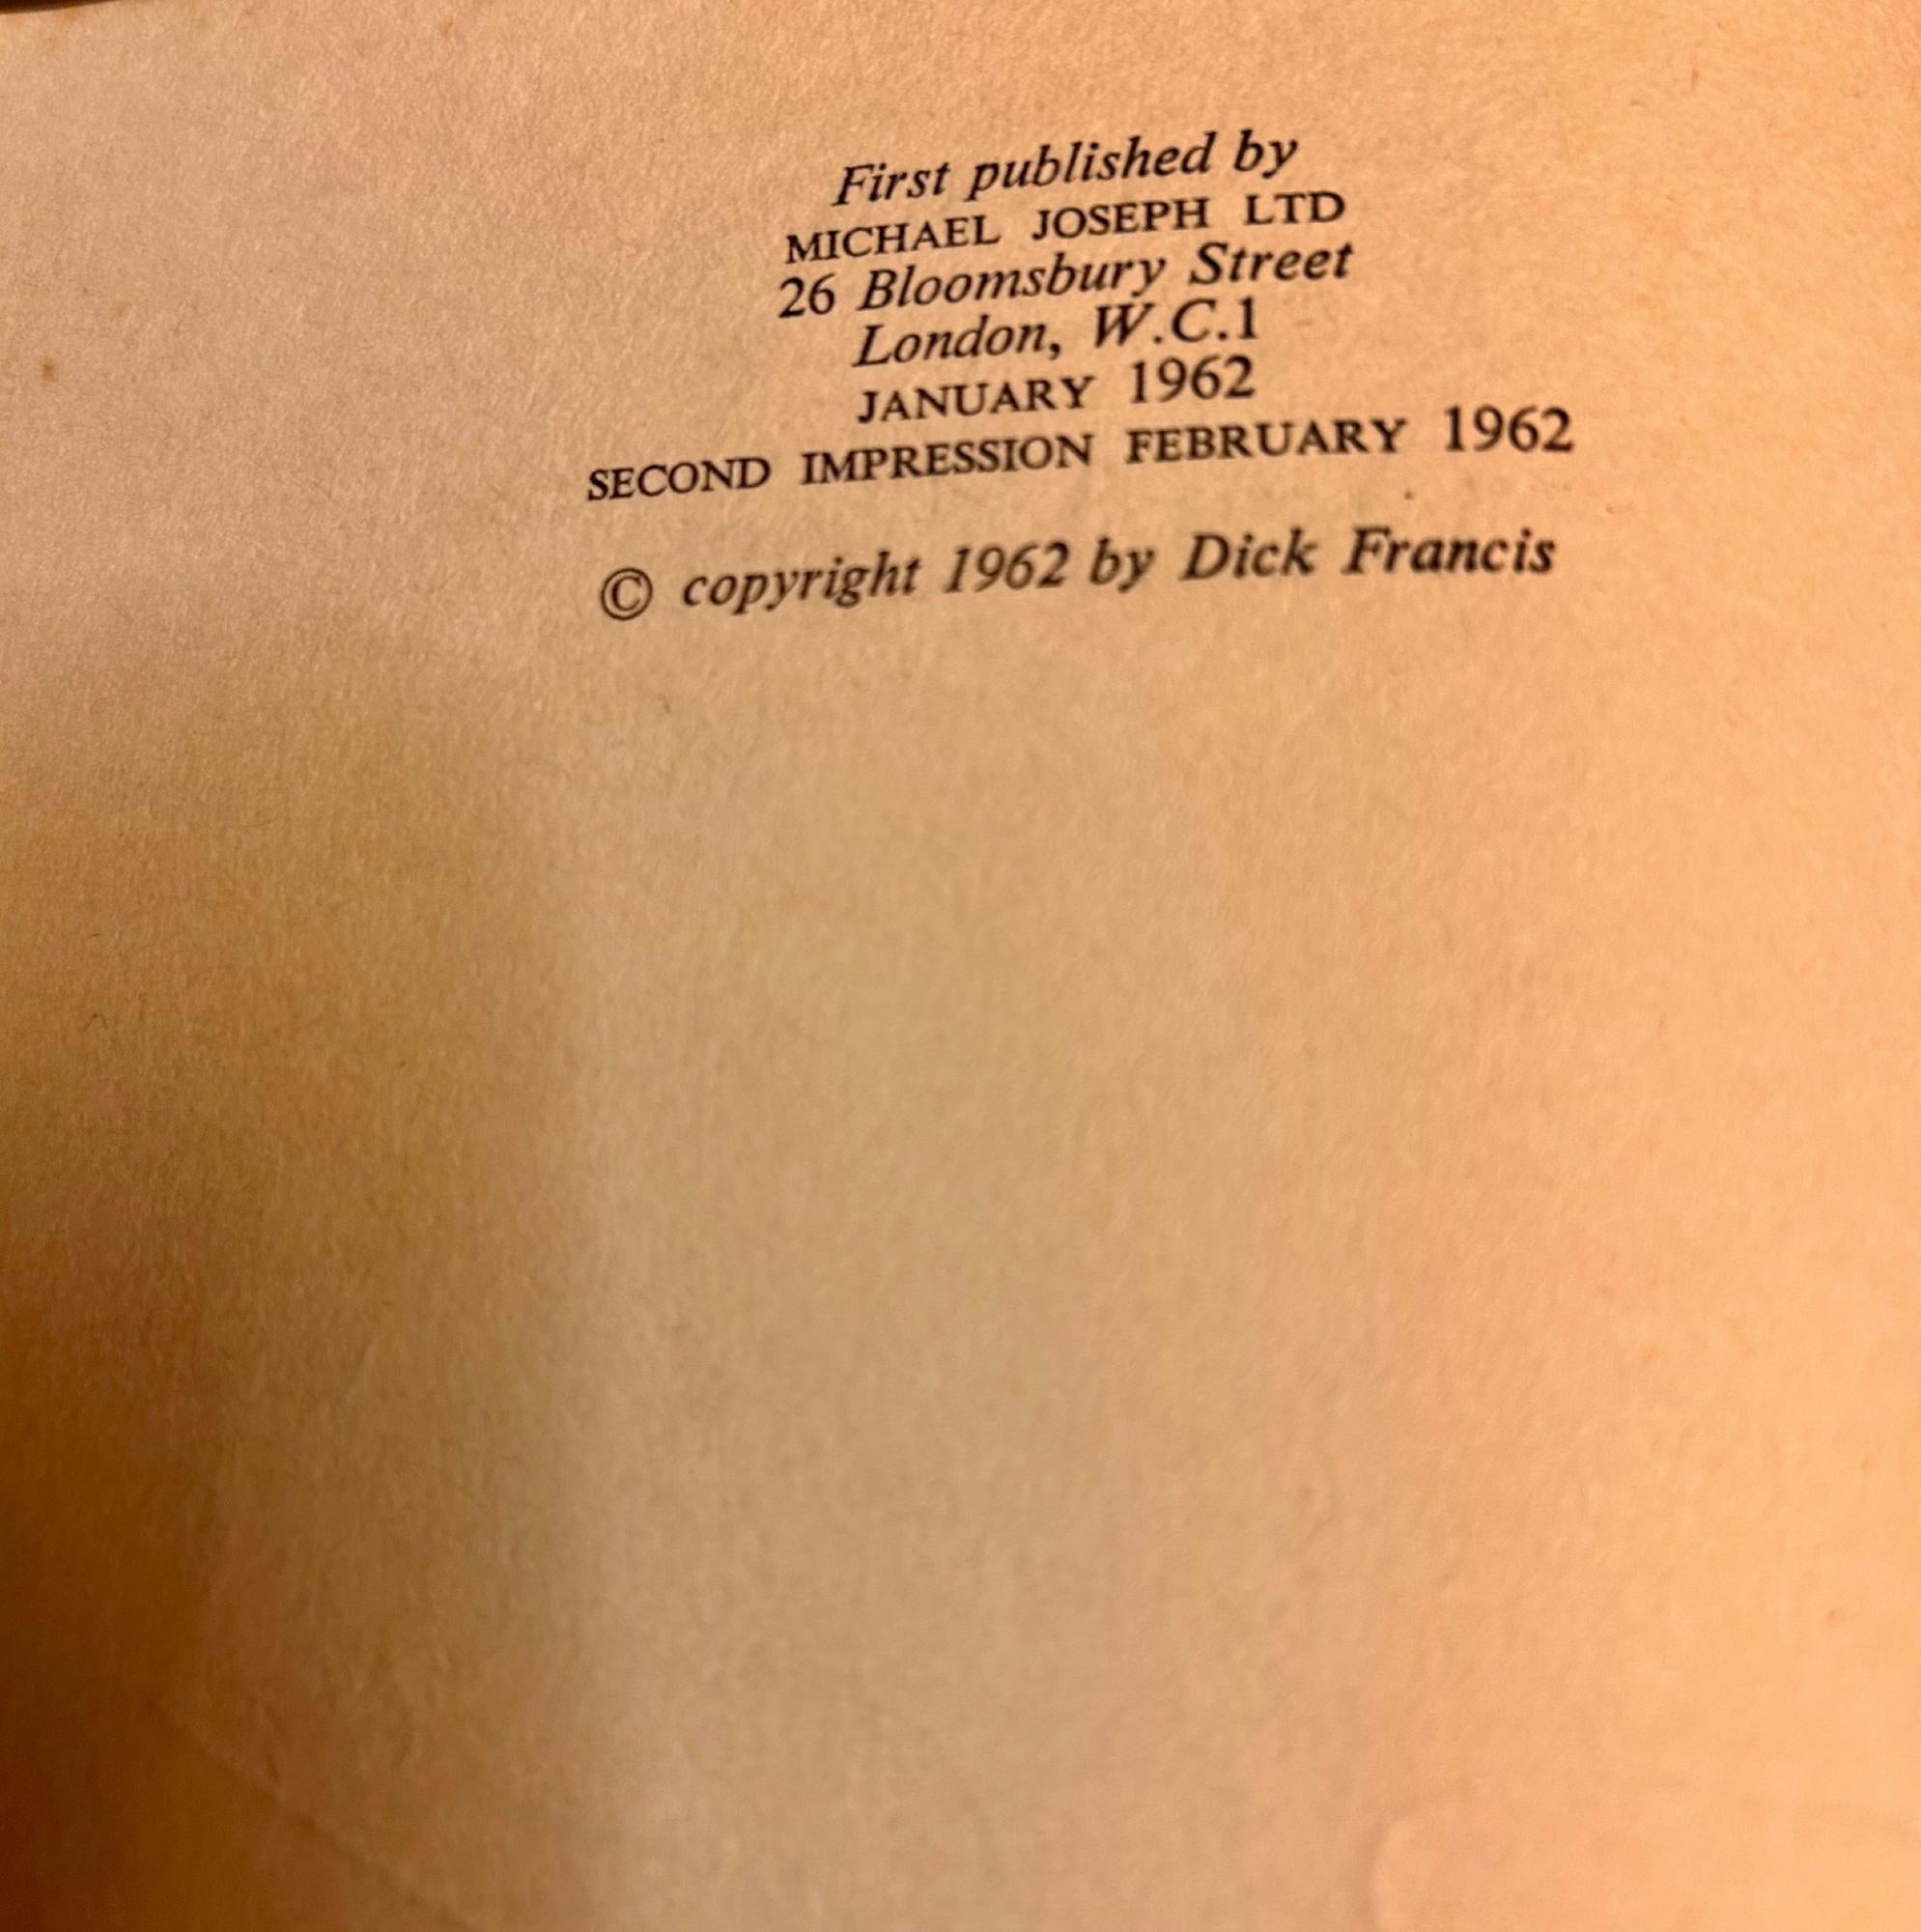 First published by
MICHAEL JOSEPH LTD
26 Bloomsbury Street
London, W.C.1
JANUARY 1962
SECOND IMPRESSION FEBRUARY 1962
© copyright 1962 by Dick Francis